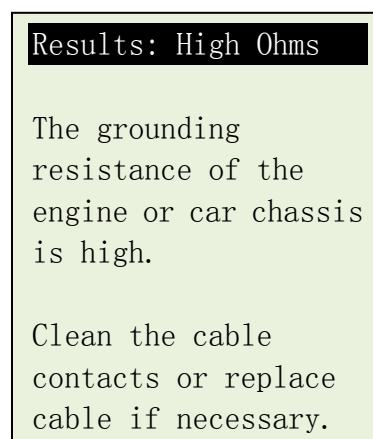 Results: High Ohms
The grounding
resistance of the
engine or car chassis
is high.
Clean the cable
contacts or replace
cable if necessary.